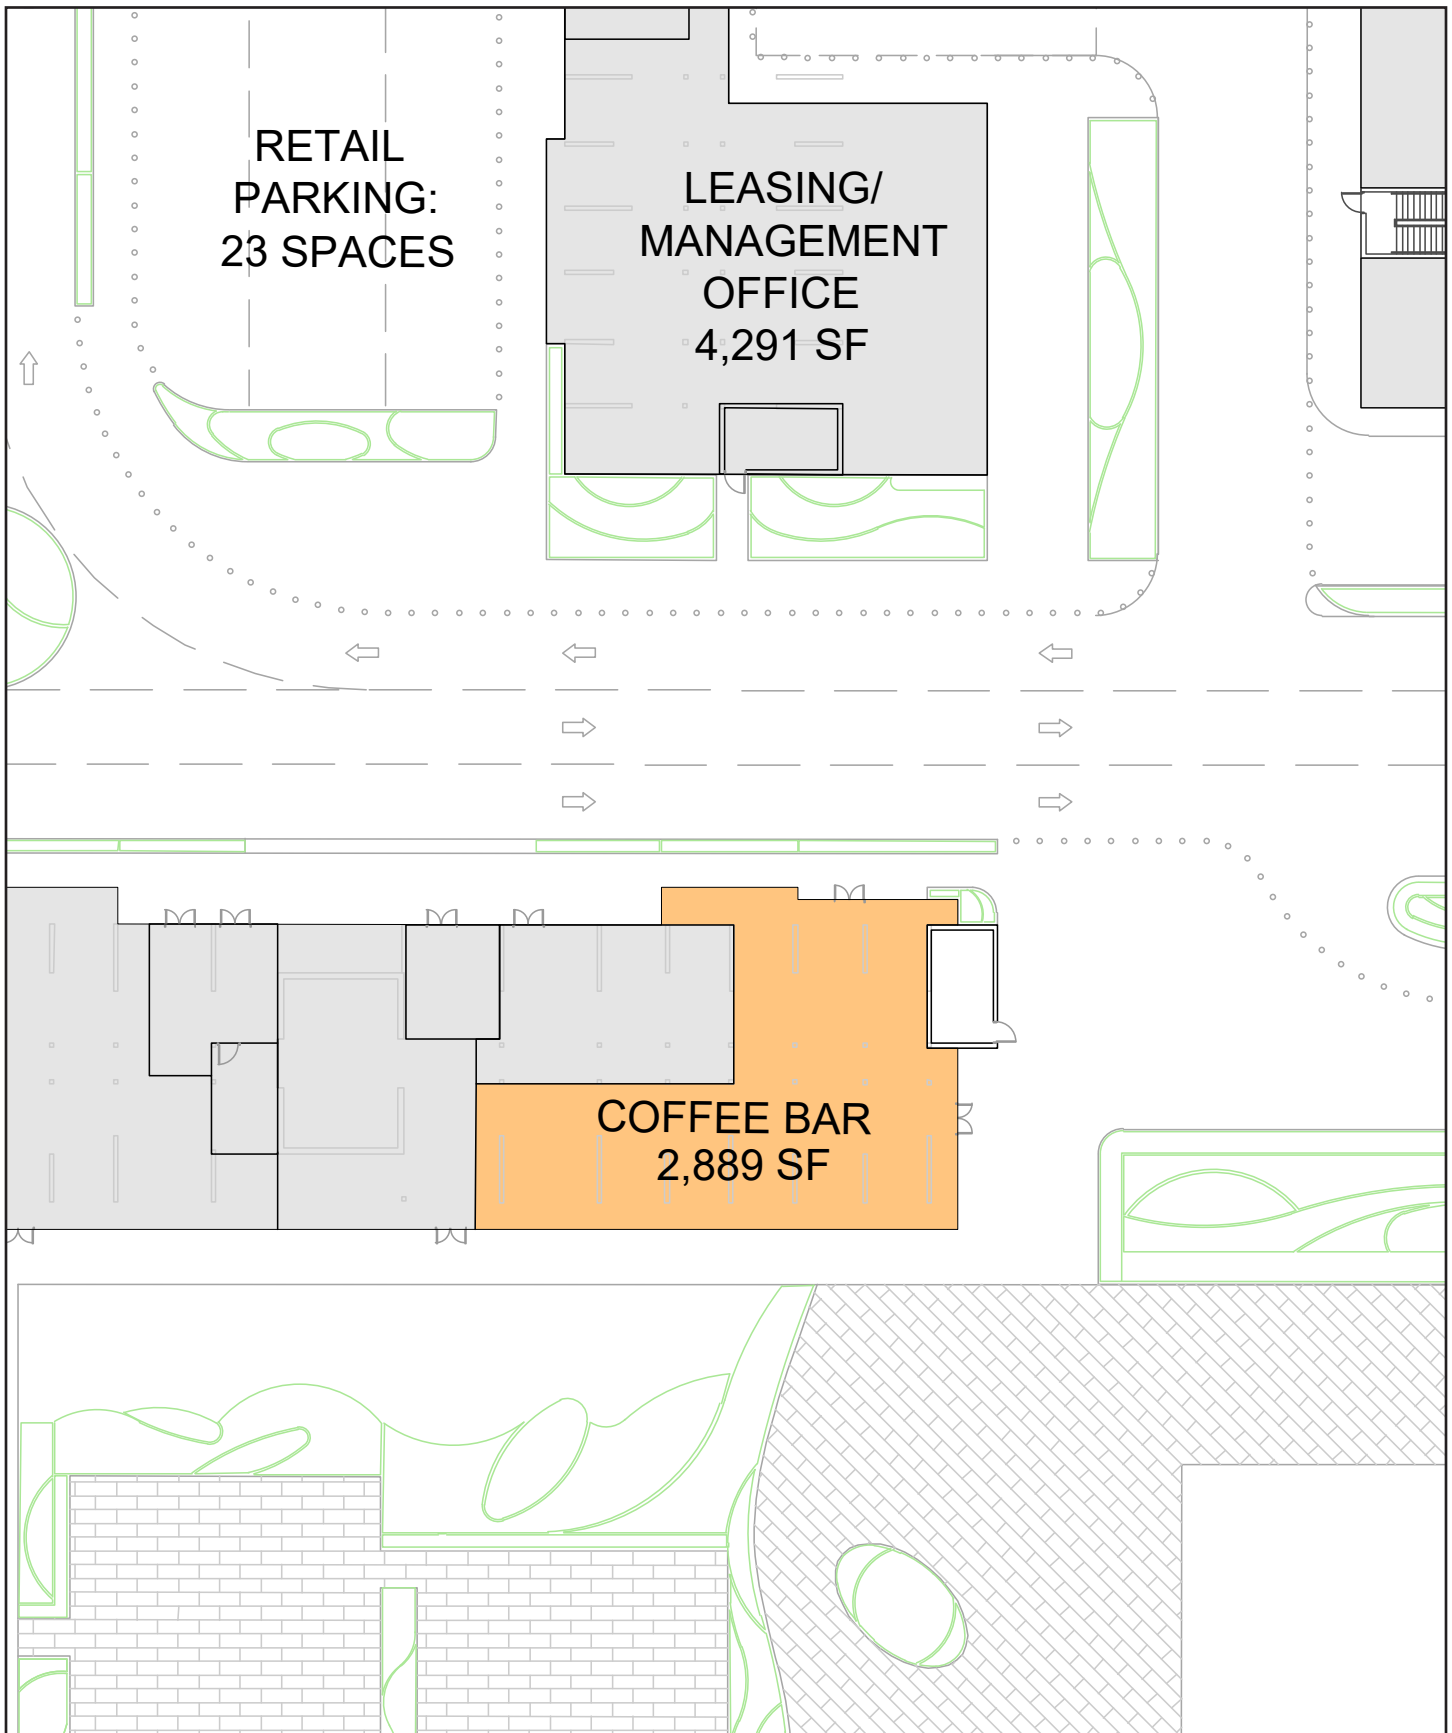 RETAIL
PARKING:
23 SPACES
LEASING/
MANAGEMENT
OFFICE
4,291 SF
COFFEE BAR
2,889 SF